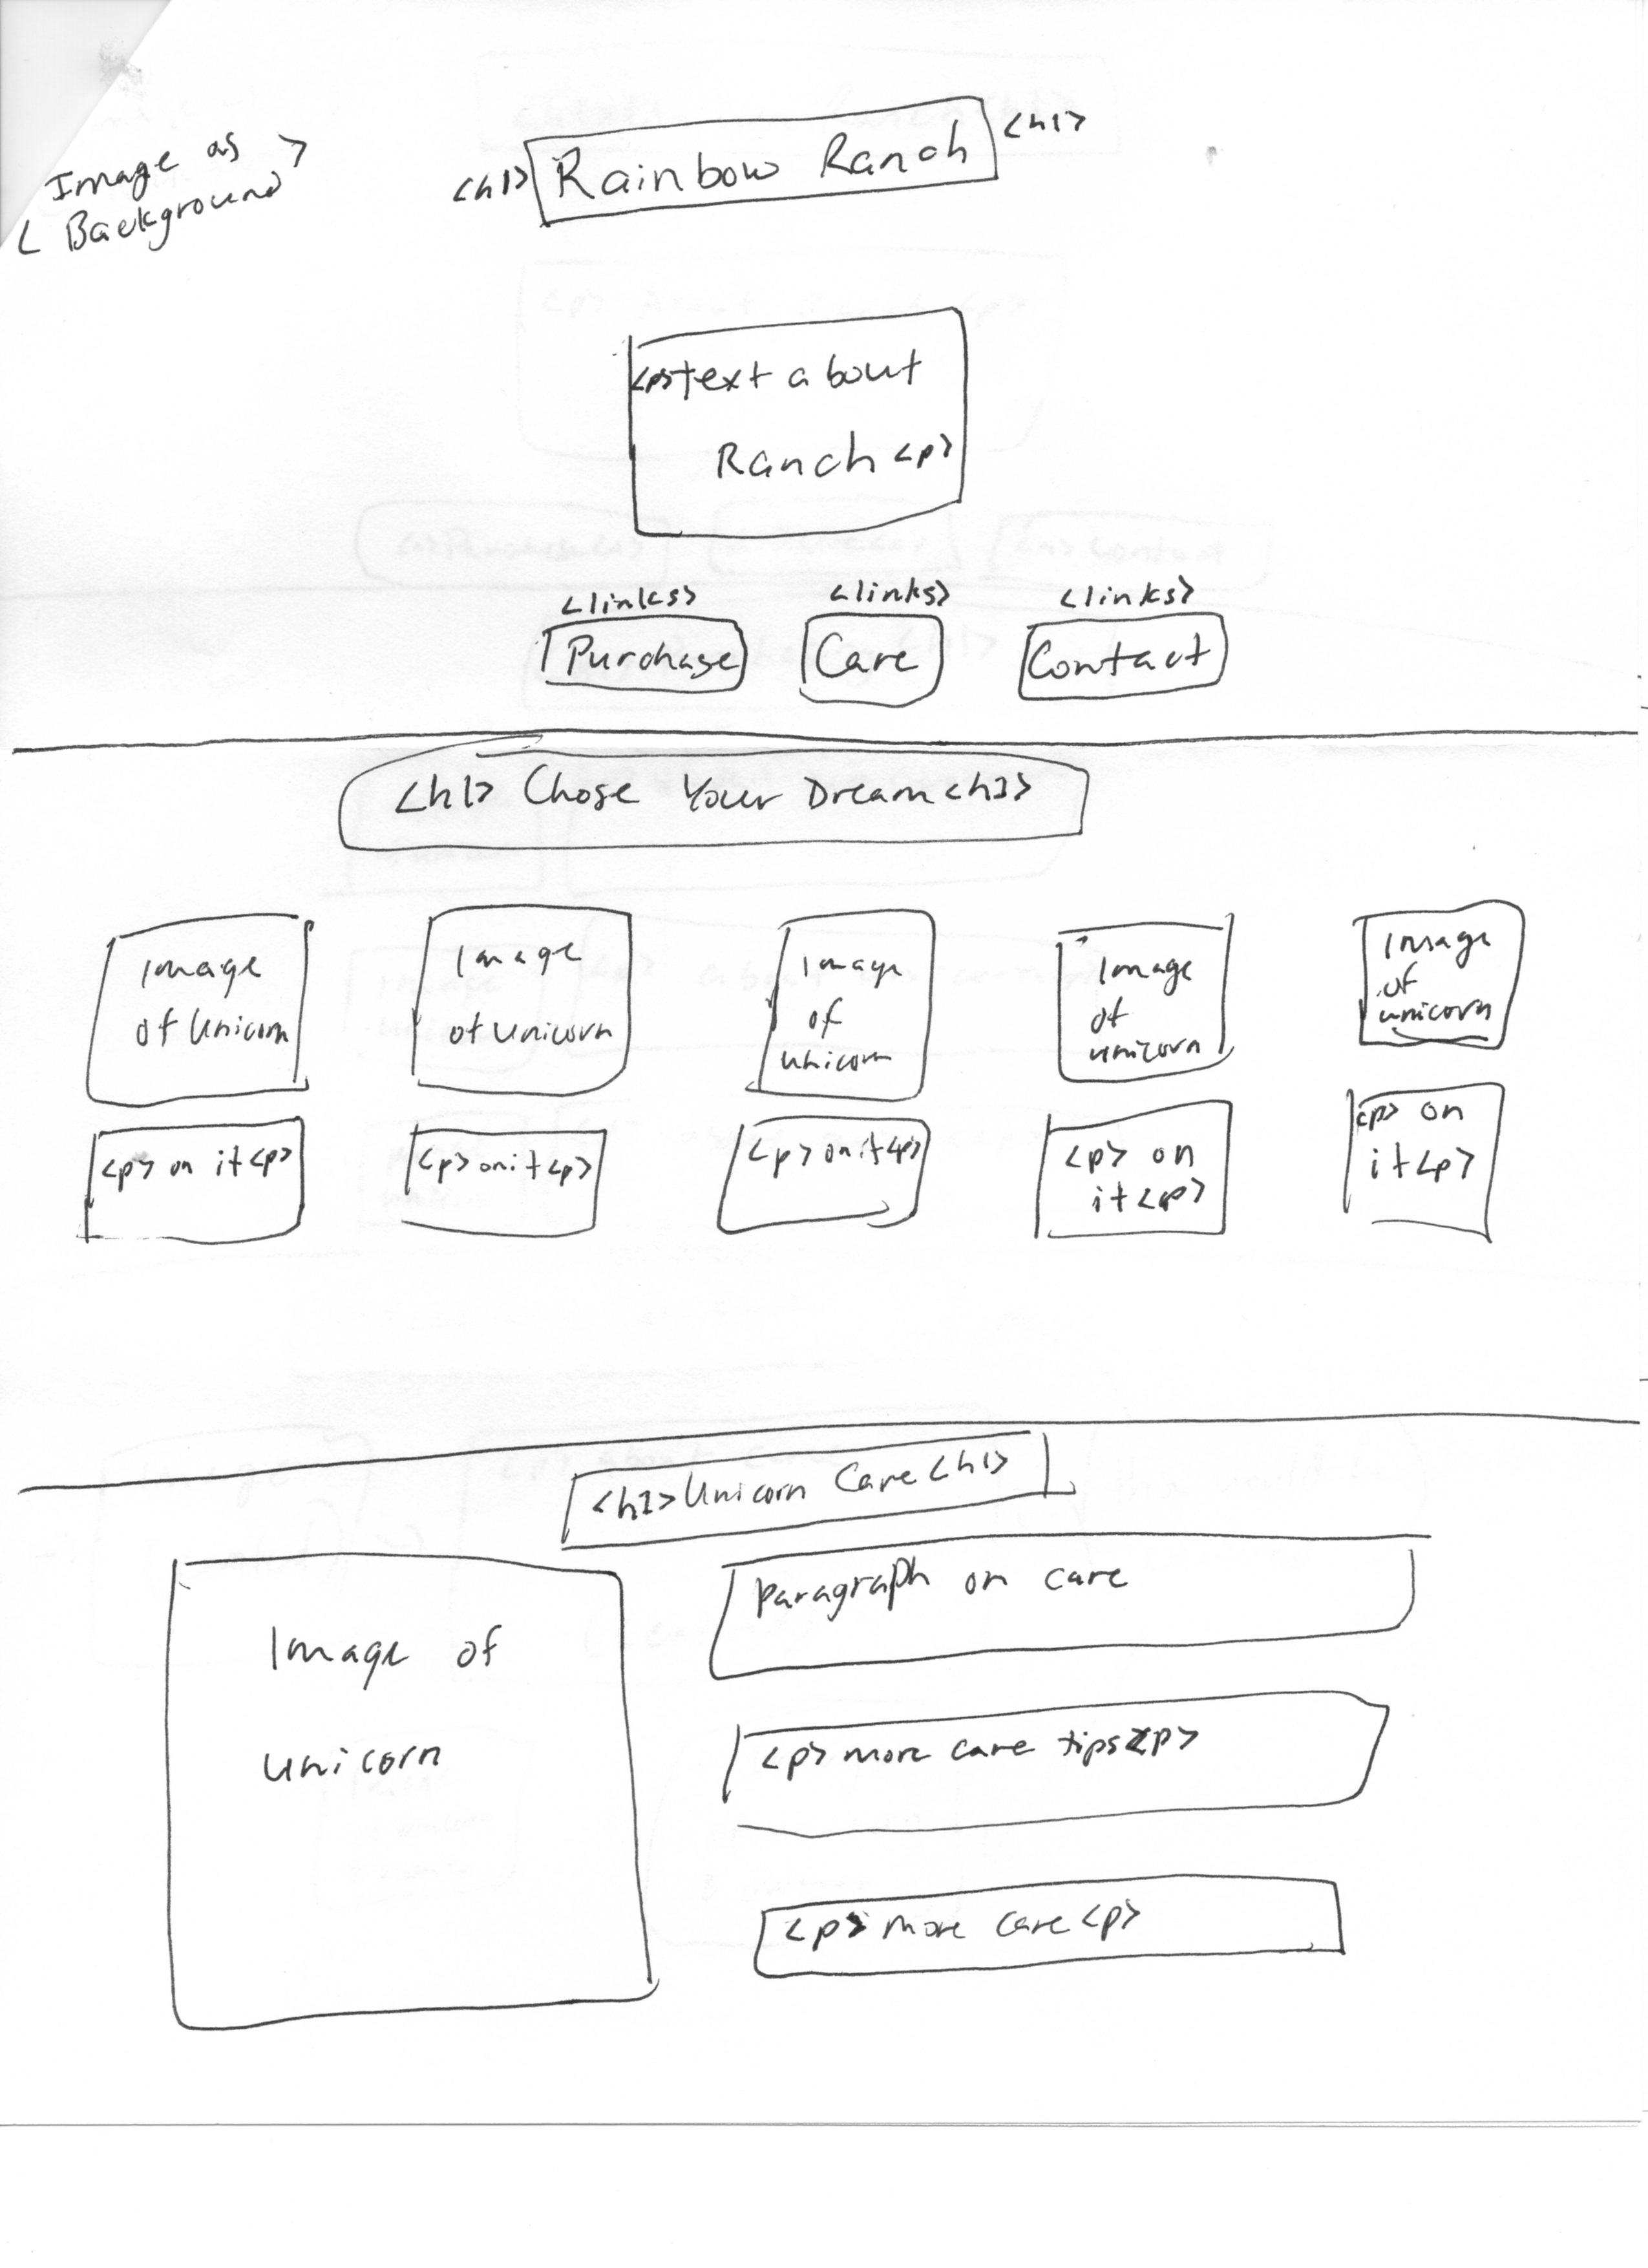 Image as >
< Background
<h1> Rainbow Ranch <h1>
<p> text about
Ranch <p>
<links> <links> <links>
Purchase Care Contact
<h1> Chose Your Dream <h1>
Image of Unicorn
Image of unicorn
Image of unicorn
Image of unicorn
Image of unicorn
<p> on it <p>
<p> on it <p>
<p> on it <p>
<p> on it <p>
<p> on it <p>
<h1> Unicorn Care <h1>
Image of
unicorn
paragraph on care
<p> more care tips <p>
<p> more care <p>